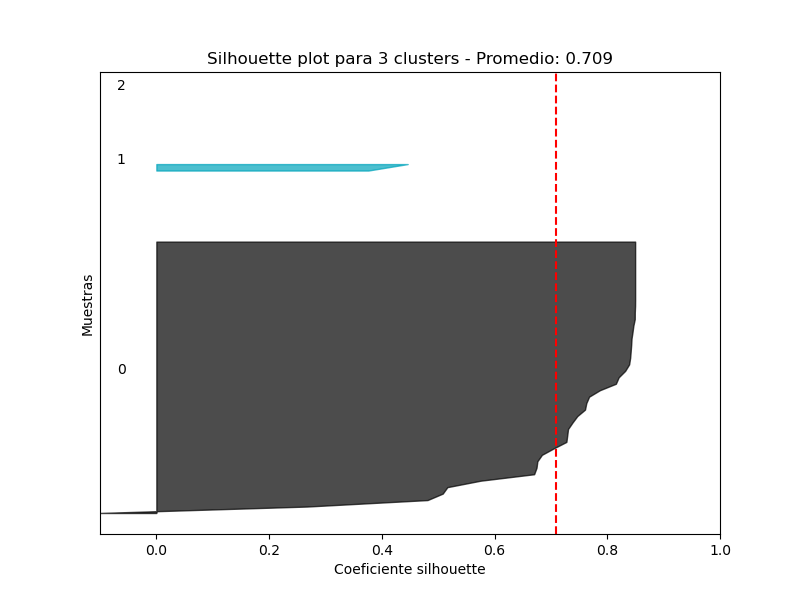 Silhouette plot para 3 clusters - Promedio: 0.709
2
1
0
Muestras
0.0 0.2 0.4 0.6 0.8 1.0
Coeficiente silhouette